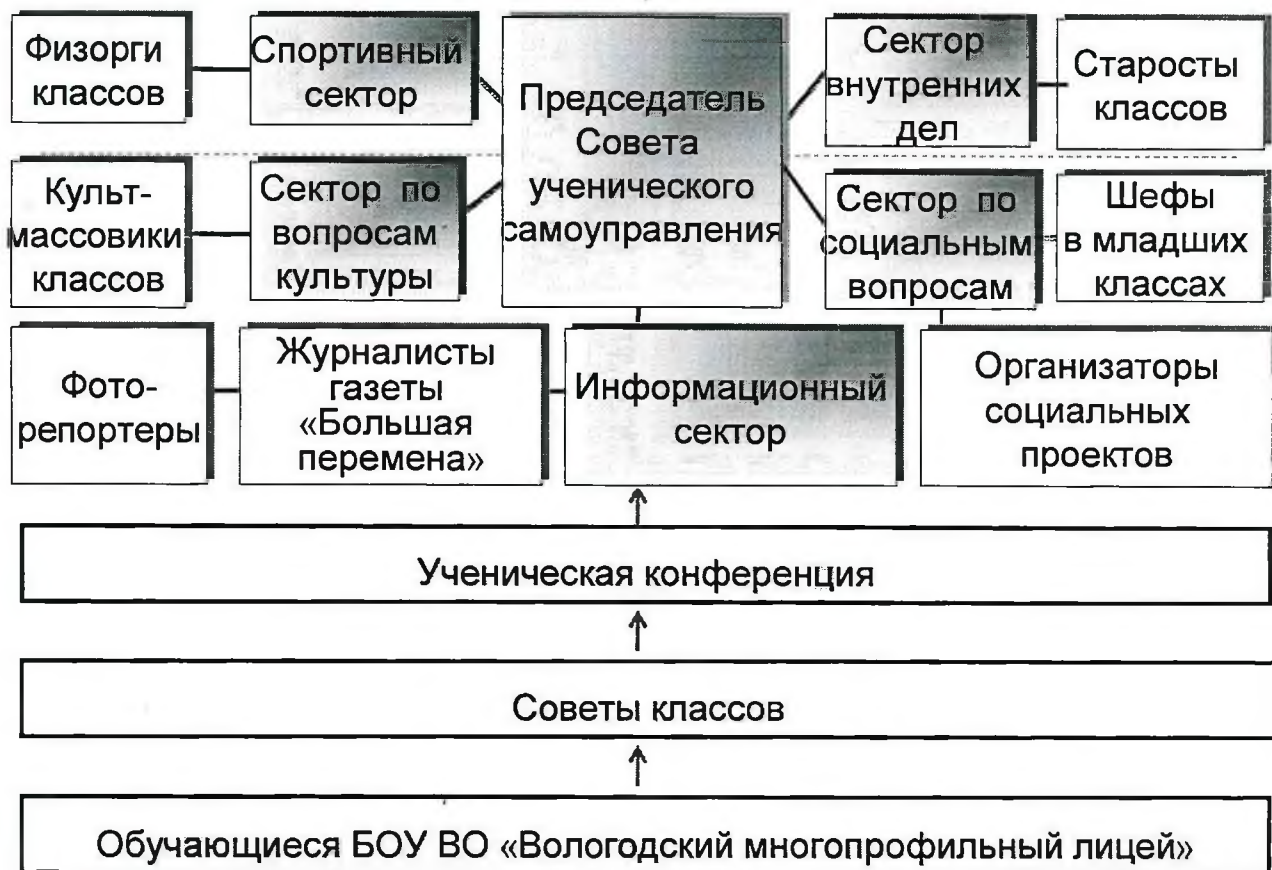 Физорги
классов
Спортивный
сектор
Председатель
Совета
ученического
самоуправления
Сектор
внутренних
дел
Старосты
классов
Культ-
массовики
классов
Сектор по
вопросам
культуры
Сектор по
социальным
вопросам
Шефы
в младших
классах
Фото-
репортеры
Журналисты
газеты
«Большая
перемена»
Информационный
сектор
Организаторы
социальных
проектов
Ученическая конференция
Советы классов
Обучающиеся БОУ ВО «Вологодский многопрофильный лицей»